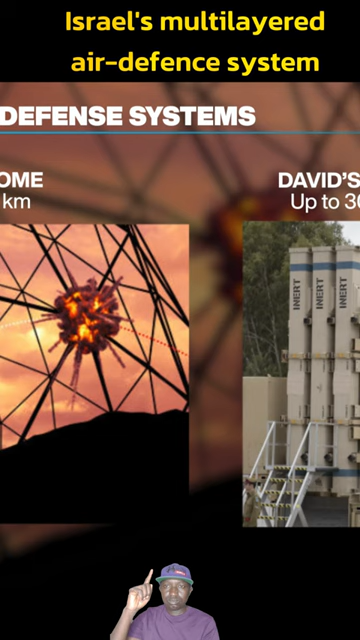 Israel's multilayered
air-defence system
DEFENSE SYSTEMS
OME
km
DAVID'S
Up to 30
INERT
INERT
INERT